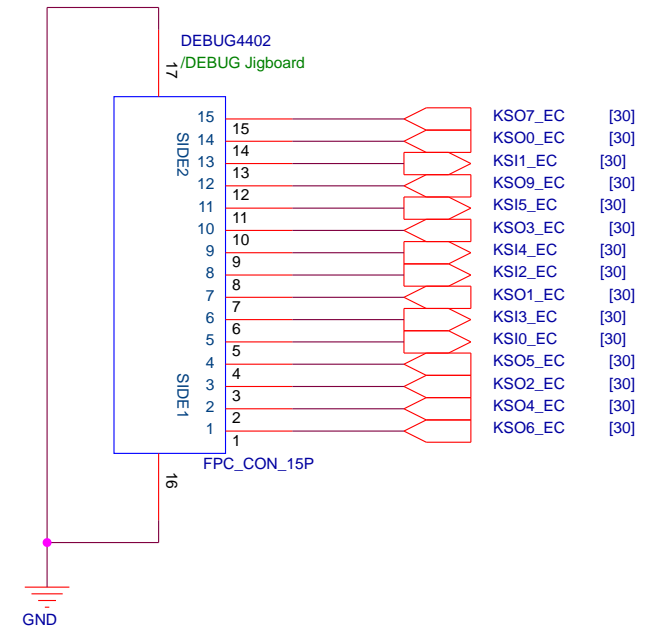 DEBUG4402
/DEBUG Jigboard
17
15 15 KSO7_EC [30]
14 14 KSO0_EC [30]
13 13 KSI1_EC [30]
12 12 KSO9_EC [30]
11 11 KSI5_EC [30]
10 10 KSO3_EC [30]
9 9 KSI4_EC [30]
8 8 KSI2_EC [30]
7 7 KSO1_EC [30]
6 6 KSI3_EC [30]
5 5 KSI0_EC [30]
4 4 KSO5_EC [30]
3 3 KSO2_EC [30]
2 2 KSO4_EC [30]
1 1 KSO6_EC [30]
SIDE2
SIDE1
FPC_CON_15P
16
GND